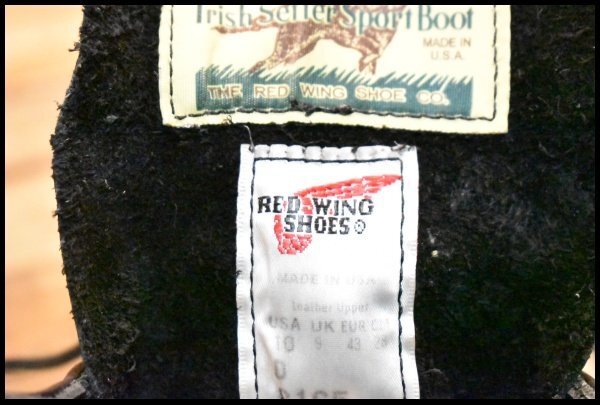 Irish Setter Sport Boot
MADE IN
U.S.A.
THE RED WING SHOE CO.
RED WING
SHOES®
MADE IN USA
Leather Upper
USA UK EUR
10 9 43 28
D